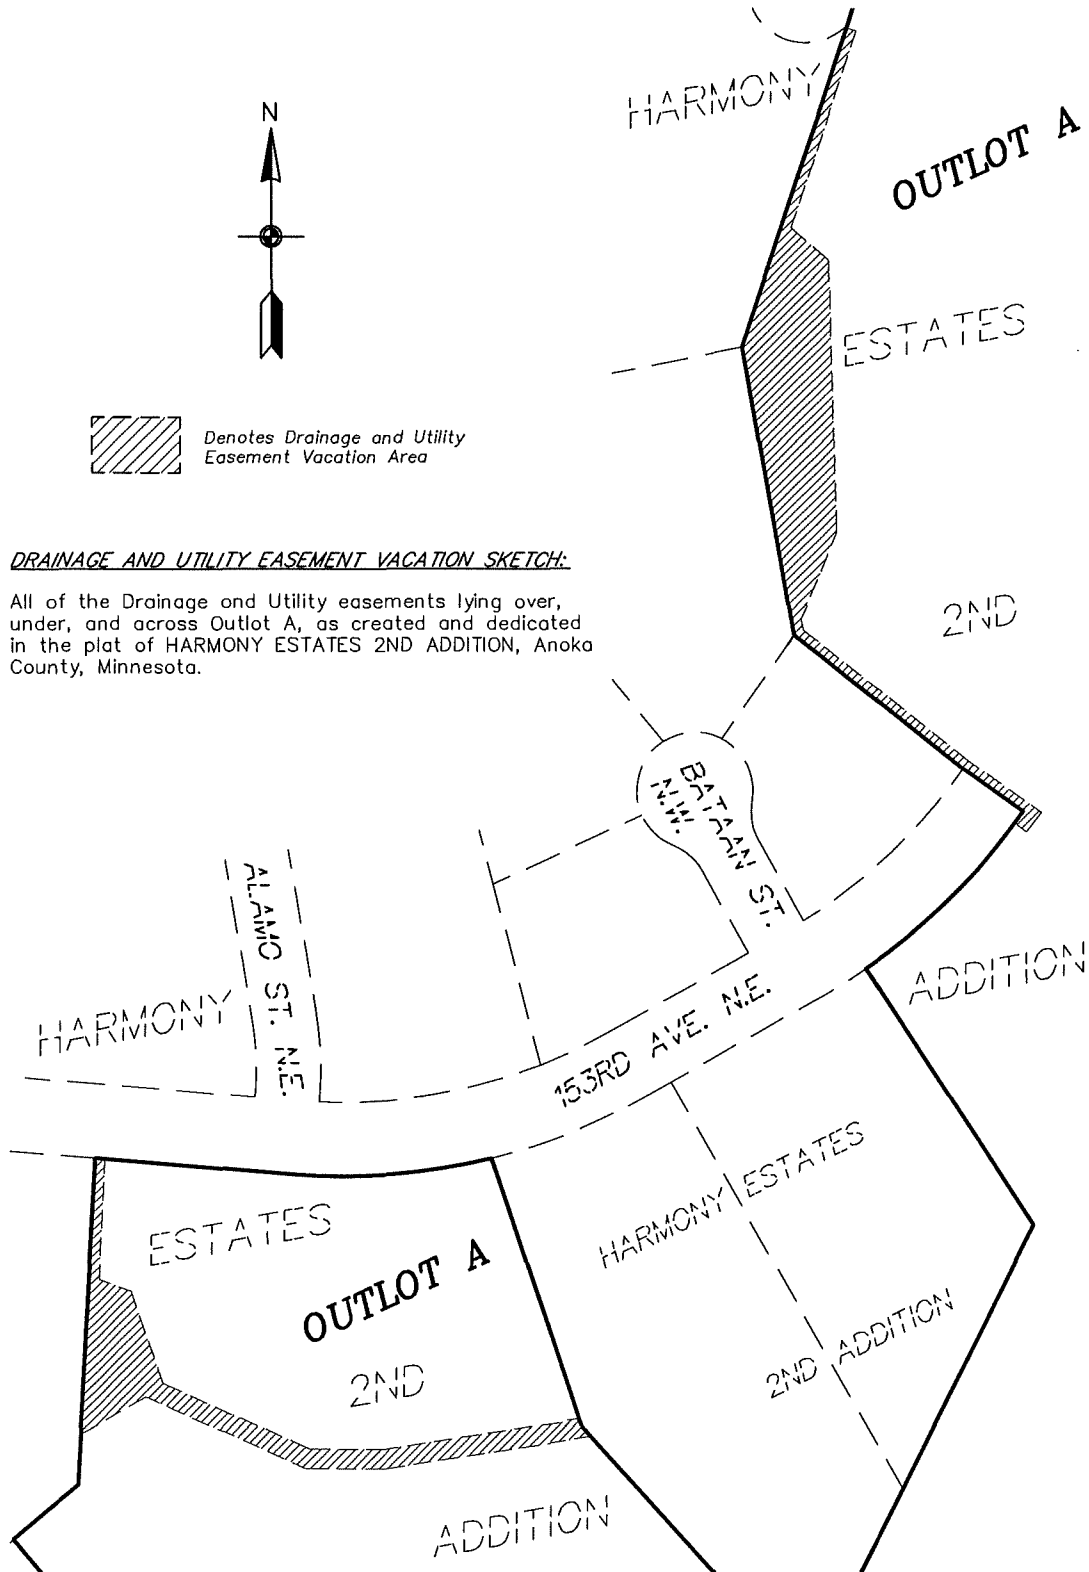 HARMONY
OUTLOT A
N
ESTATES
Denotes Drainage and Utility
Easement Vacation Area
DRAINAGE AND UTILITY EASEMENT VACATION SKETCH:
All of the Drainage and Utility easements lying over,
under, and across Outlot A, as created and dedicated
in the plat of HARMONY ESTATES 2ND ADDITION, Anoka
County, Minnesota.
2ND
BATAAN ST.
N.W.
ALAMO ST. N.E.
ADDITION
HARMONY
153RD AVE. N.E.
HARMONY ESTATES
ESTATES
OUTLOT A
2ND ADDITION
2ND
ADDITION